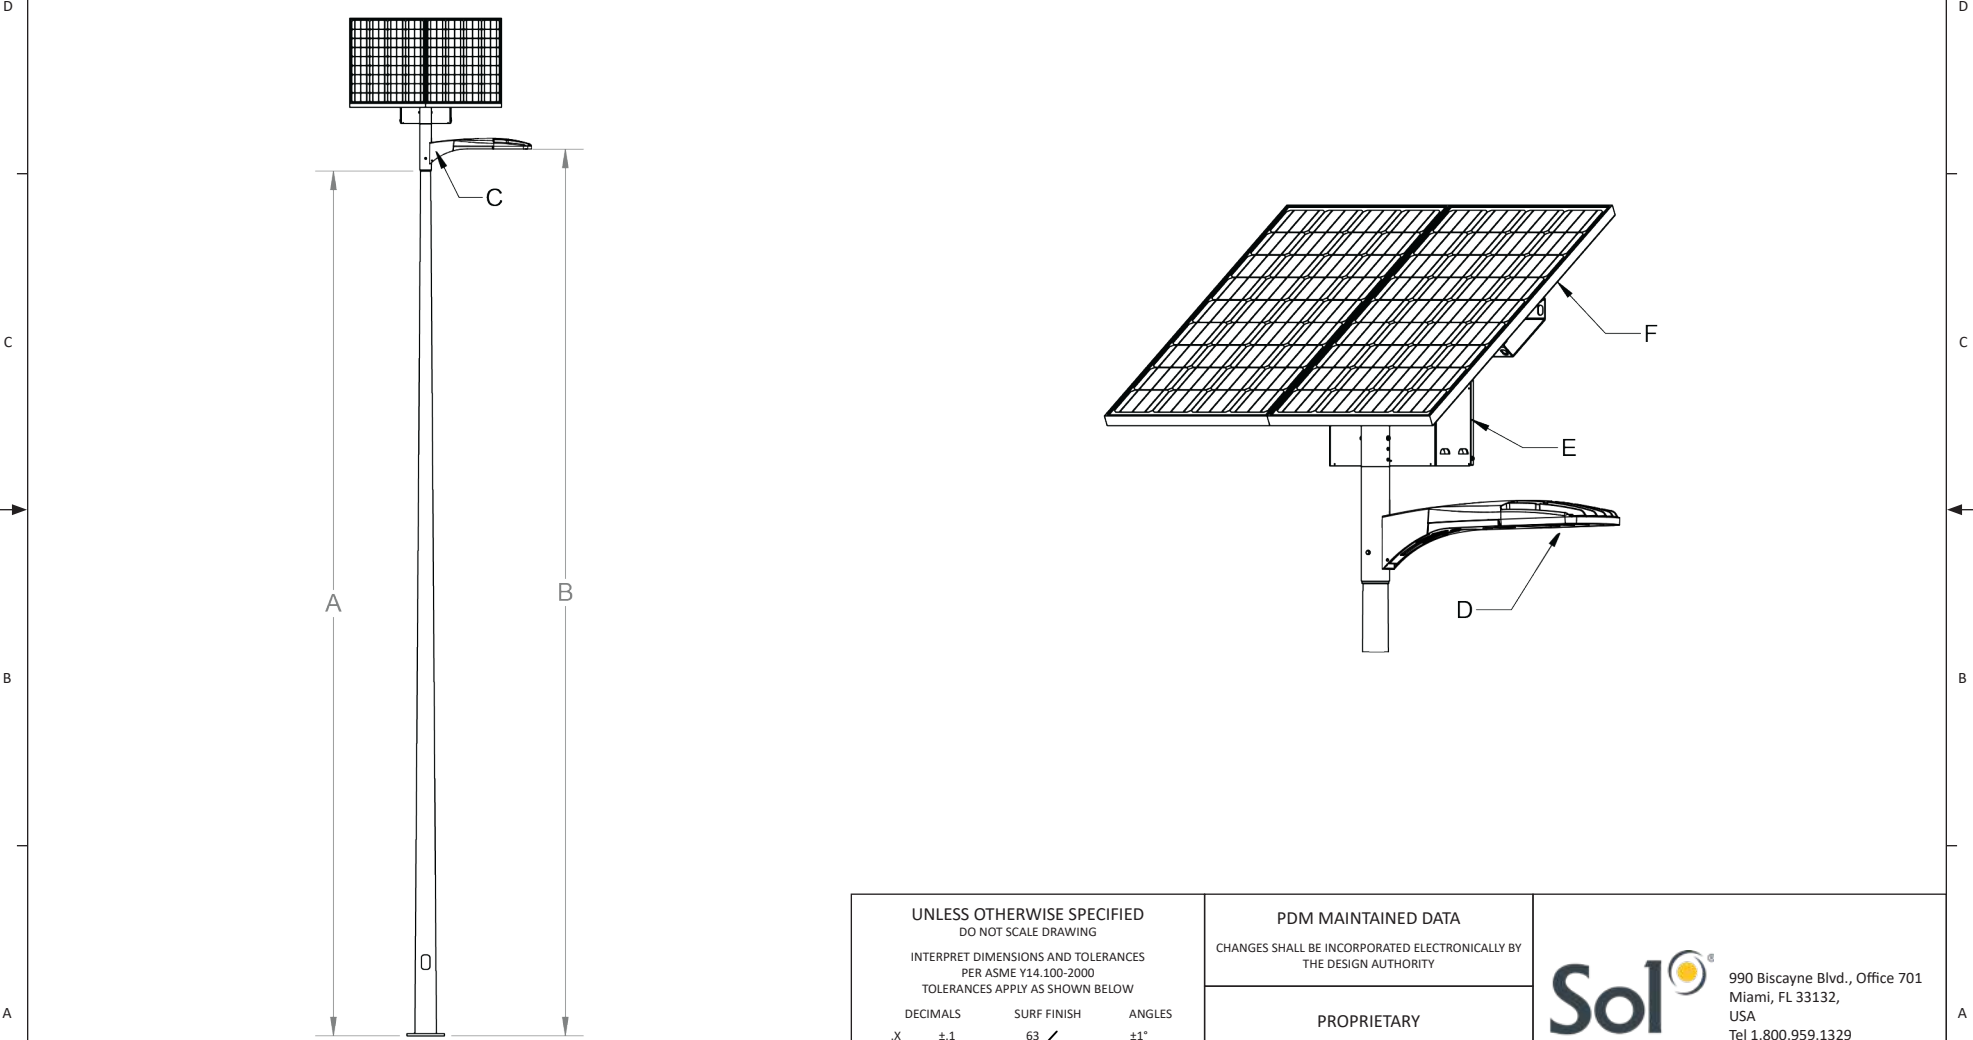 D
D
C
A
B
F
E
D
C
C
B
B
A
A
UNLESS OTHERWISE SPECIFIED
DO NOT SCALE DRAWING
INTERPRET DIMENSIONS AND TOLERANCES
PER ASME Y14.100-2000
TOLERANCES APPLY AS SHOWN BELOW
DECIMALS SURF FINISH ANGLES
.X ±.1 63 ±1°
PDM MAINTAINED DATA
CHANGES SHALL BE INCORPORATED ELECTRONICALLY BY
THE DESIGN AUTHORITY
PROPRIETARY
Sol®
990 Biscayne Blvd., Office 701
Miami, FL 33132,
USA
Tel 1.800.959.1329